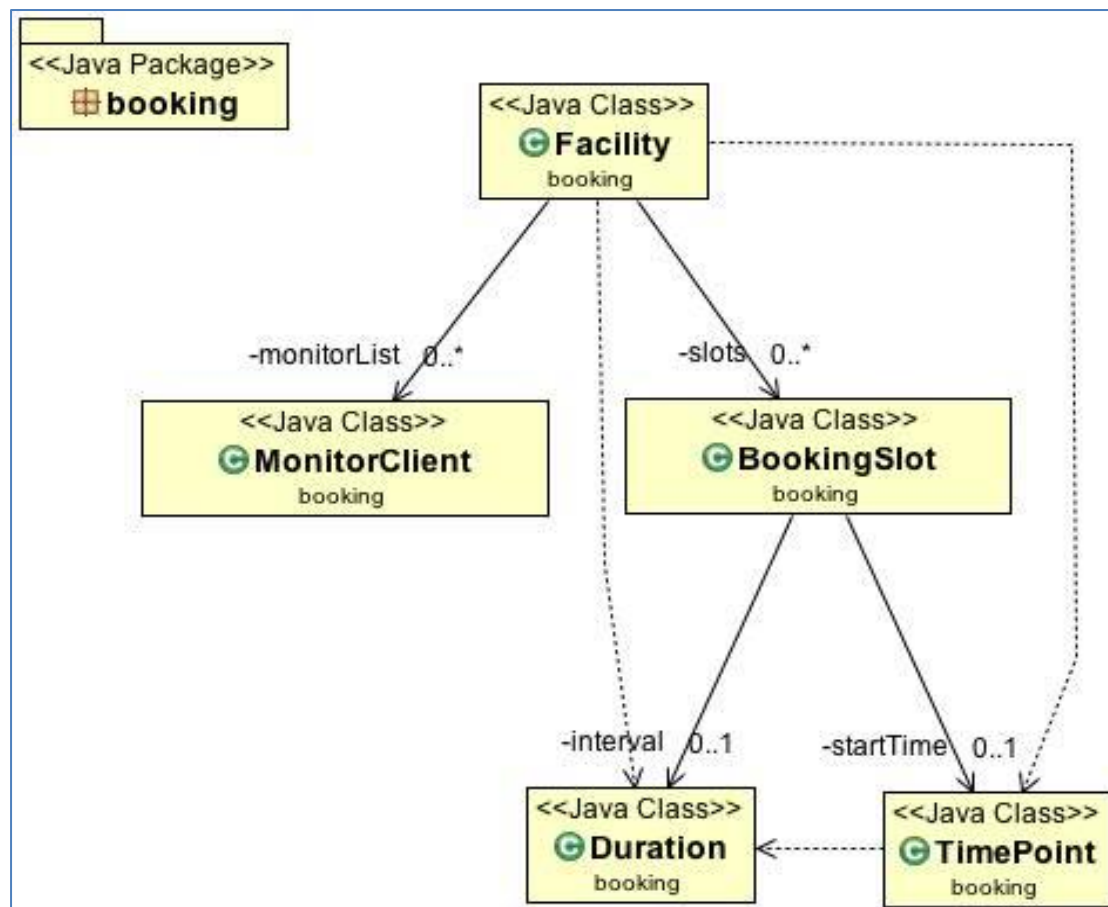 <<Java Package>>
booking
<<Java Class>>
Facility
booking
-monitorList 0..*
-slots 0..*
<<Java Class>>
MonitorClient
booking
<<Java Class>>
BookingSlot
booking
-interval 0..1
-startTime 0..1
<<Java Class>>
Duration
booking
<<Java Class>>
TimePoint
booking